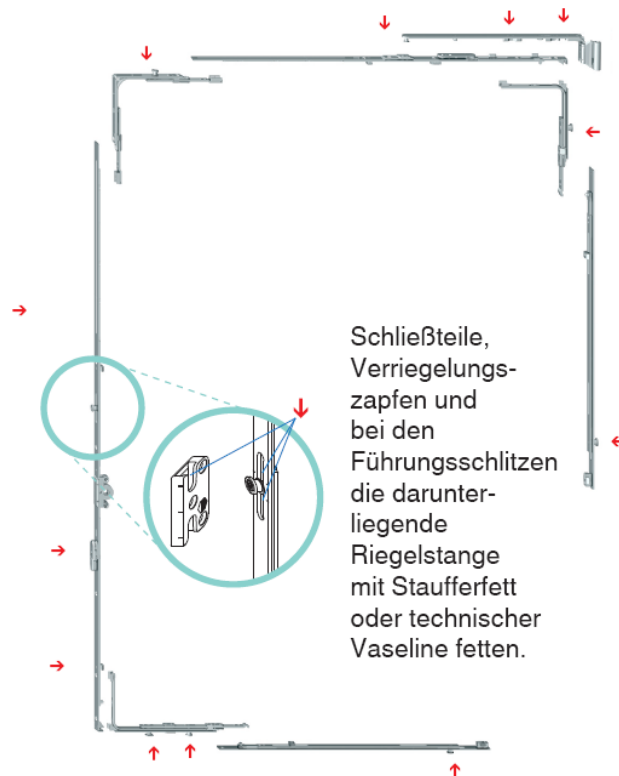 Schließteile,
Verriegelungs-
zapfen und
bei den
Führungsschlitzen
die darunter-
liegende
Riegelstange
mit Staufferfett
oder technischer
Vaseline fetten.